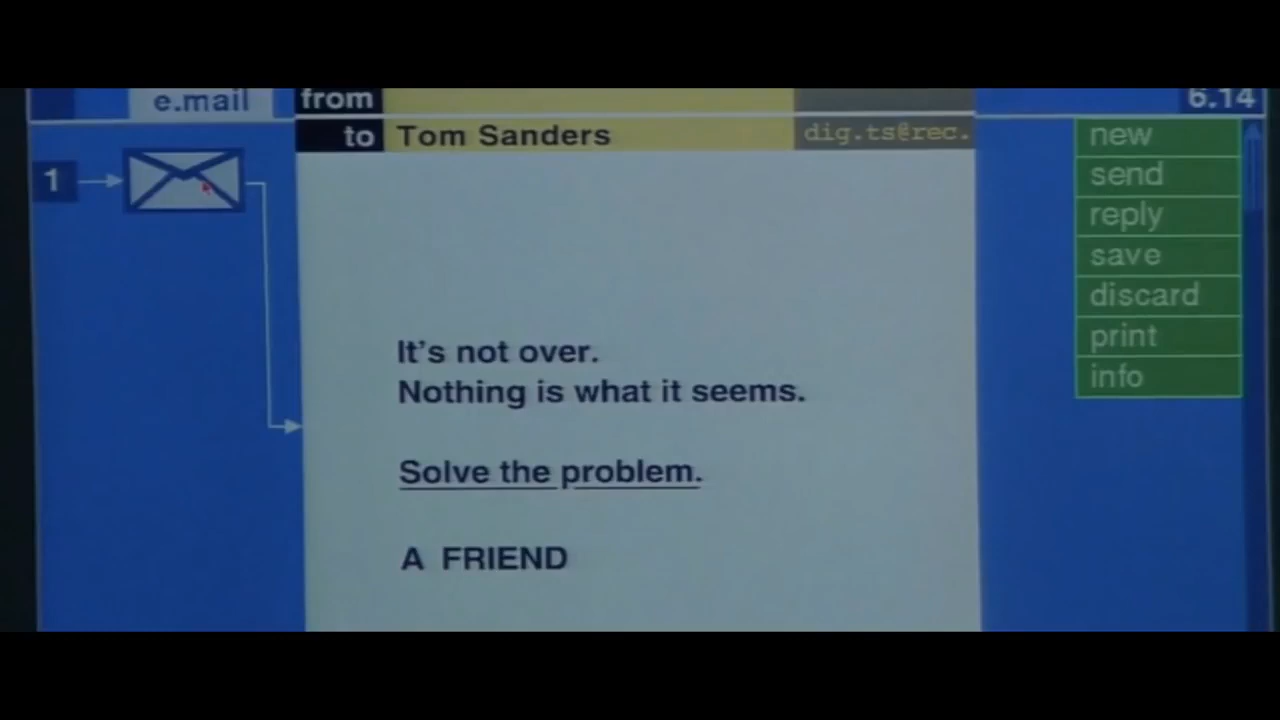 e.mail
from
6.14
to Tom Sanders dig.ts@rec.
1
new
send
reply
save
discard
print
info
It's not over.
Nothing is what it seems.
Solve the problem.
A FRIEND